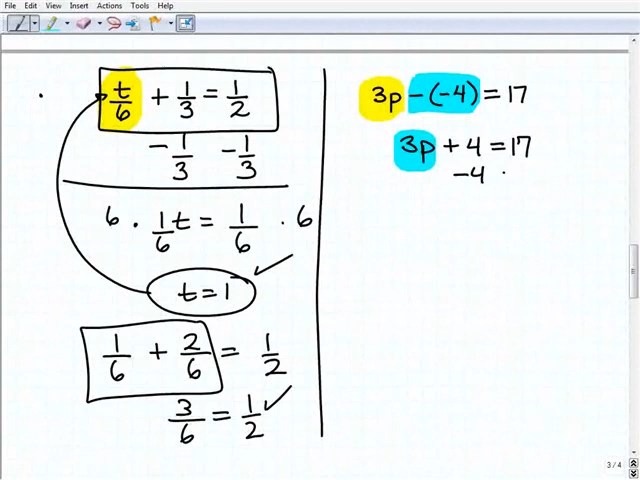 File Edit View Insert Actions Tools Help
t/6 + 1/3 = 1/2
- 1/3 - 1/3
6 · 1/6 t = 1/6 · 6
t = 1
1/6 + 2/6 = 1/2
3/6 = 1/2
3p - (-4) = 17
3p + 4 = 17
-4
3 / 4